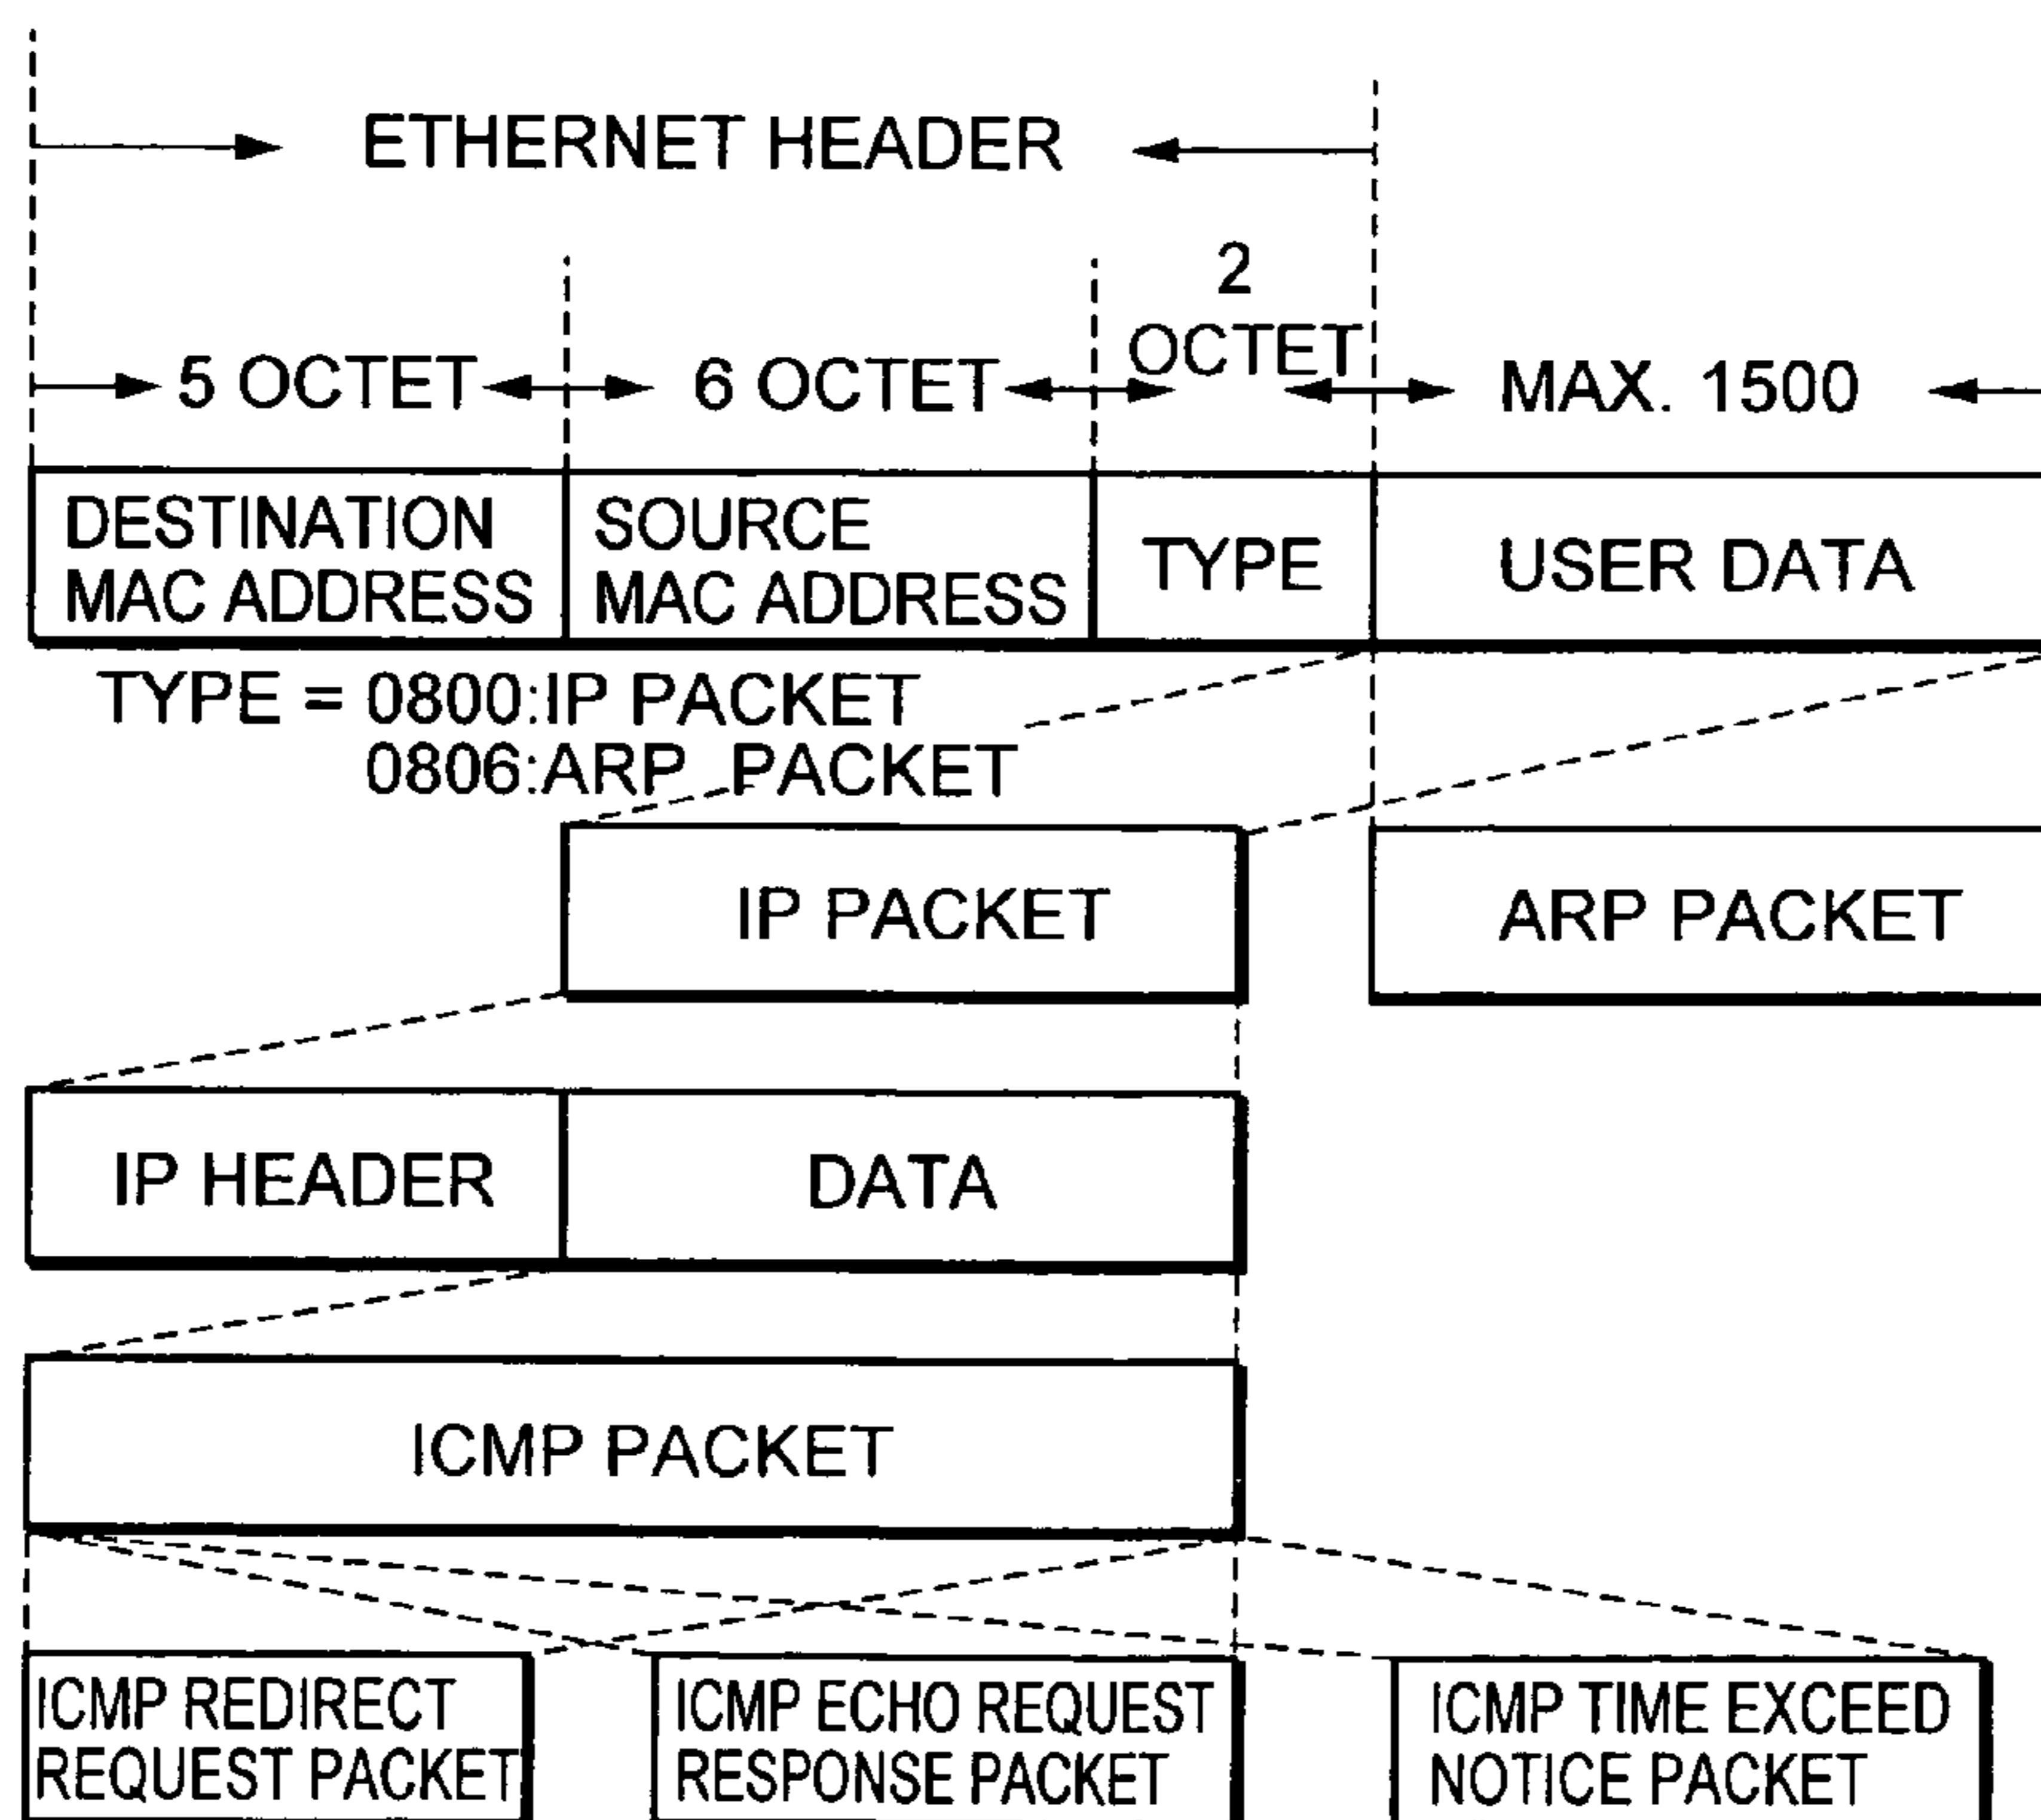 ETHERNET HEADER
2
OCTET
5 OCTET
6 OCTET
MAX. 1500
DESTINATION
MAC ADDRESS
SOURCE
MAC ADDRESS
TYPE
USER DATA
TYPE = 0800:IP PACKET
0806:ARP PACKET
IP PACKET
ARP PACKET
IP HEADER
DATA
ICMP PACKET
ICMP REDIRECT
REQUEST PACKET
ICMP ECHO REQUEST
RESPONSE PACKET
ICMP TIME EXCEED
NOTICE PACKET